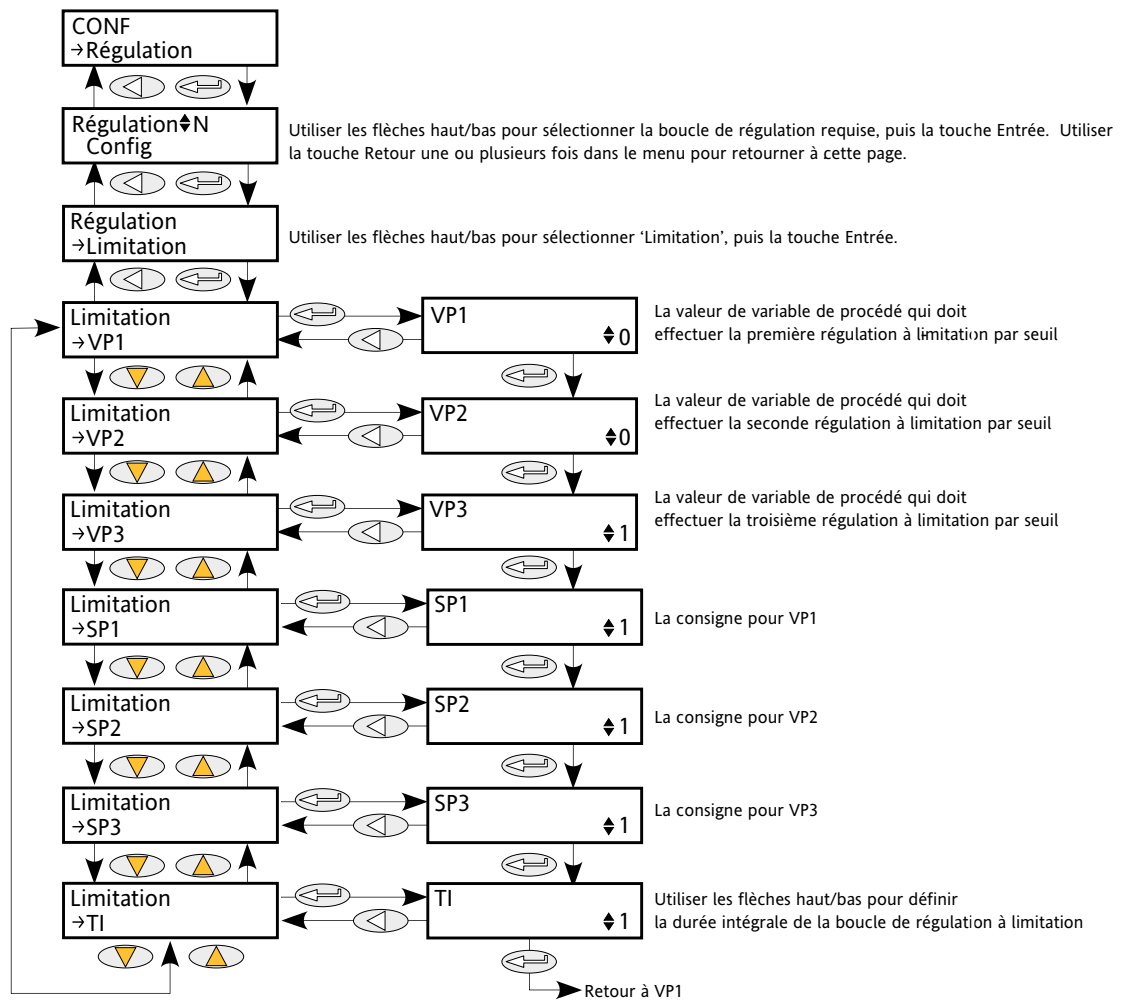 CONF
→Régulation
Régulation♦N
Config
Utiliser les flèches haut/bas pour sélectionner la boucle de régulation requise, puis la touche Entrée. Utiliser
la touche Retour une ou plusieurs fois dans le menu pour retourner à cette page.
Régulation
→Limitation
Utiliser les flèches haut/bas pour sélectionner ‘Limitation’, puis la touche Entrée.
Limitation
→VP1
VP1
♦0
La valeur de variable de procédé qui doit
effectuer la première régulation à limitation par seuil
Limitation
→VP2
VP2
♦0
La valeur de variable de procédé qui doit
effectuer la seconde régulation à limitation par seuil
Limitation
→VP3
VP3
♦1
La valeur de variable de procédé qui doit
effectuer la troisième régulation à limitation par seuil
Limitation
→SP1
SP1
♦1
La consigne pour VP1
Limitation
→SP2
SP2
♦1
La consigne pour VP2
Limitation
→SP3
SP3
♦1
La consigne pour VP3
Limitation
→TI
TI
♦1
Utiliser les flèches haut/bas pour définir
la durée intégrale de la boucle de régulation à limitation
Retour à VP1